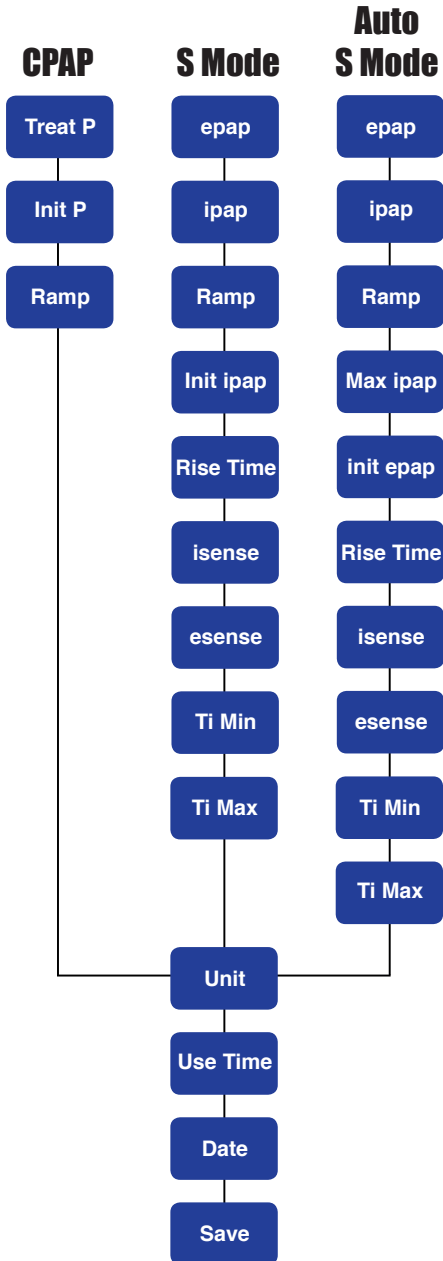 CPAP
Treat P
Init P
Ramp
S Mode
epap
ipap
Ramp
Init ipap
Rise Time
isense
esense
Ti Min
Ti Max
Auto
S Mode
epap
ipap
Ramp
Max ipap
init epap
Rise Time
isense
esense
Ti Min
Ti Max
Unit
Use Time
Date
Save